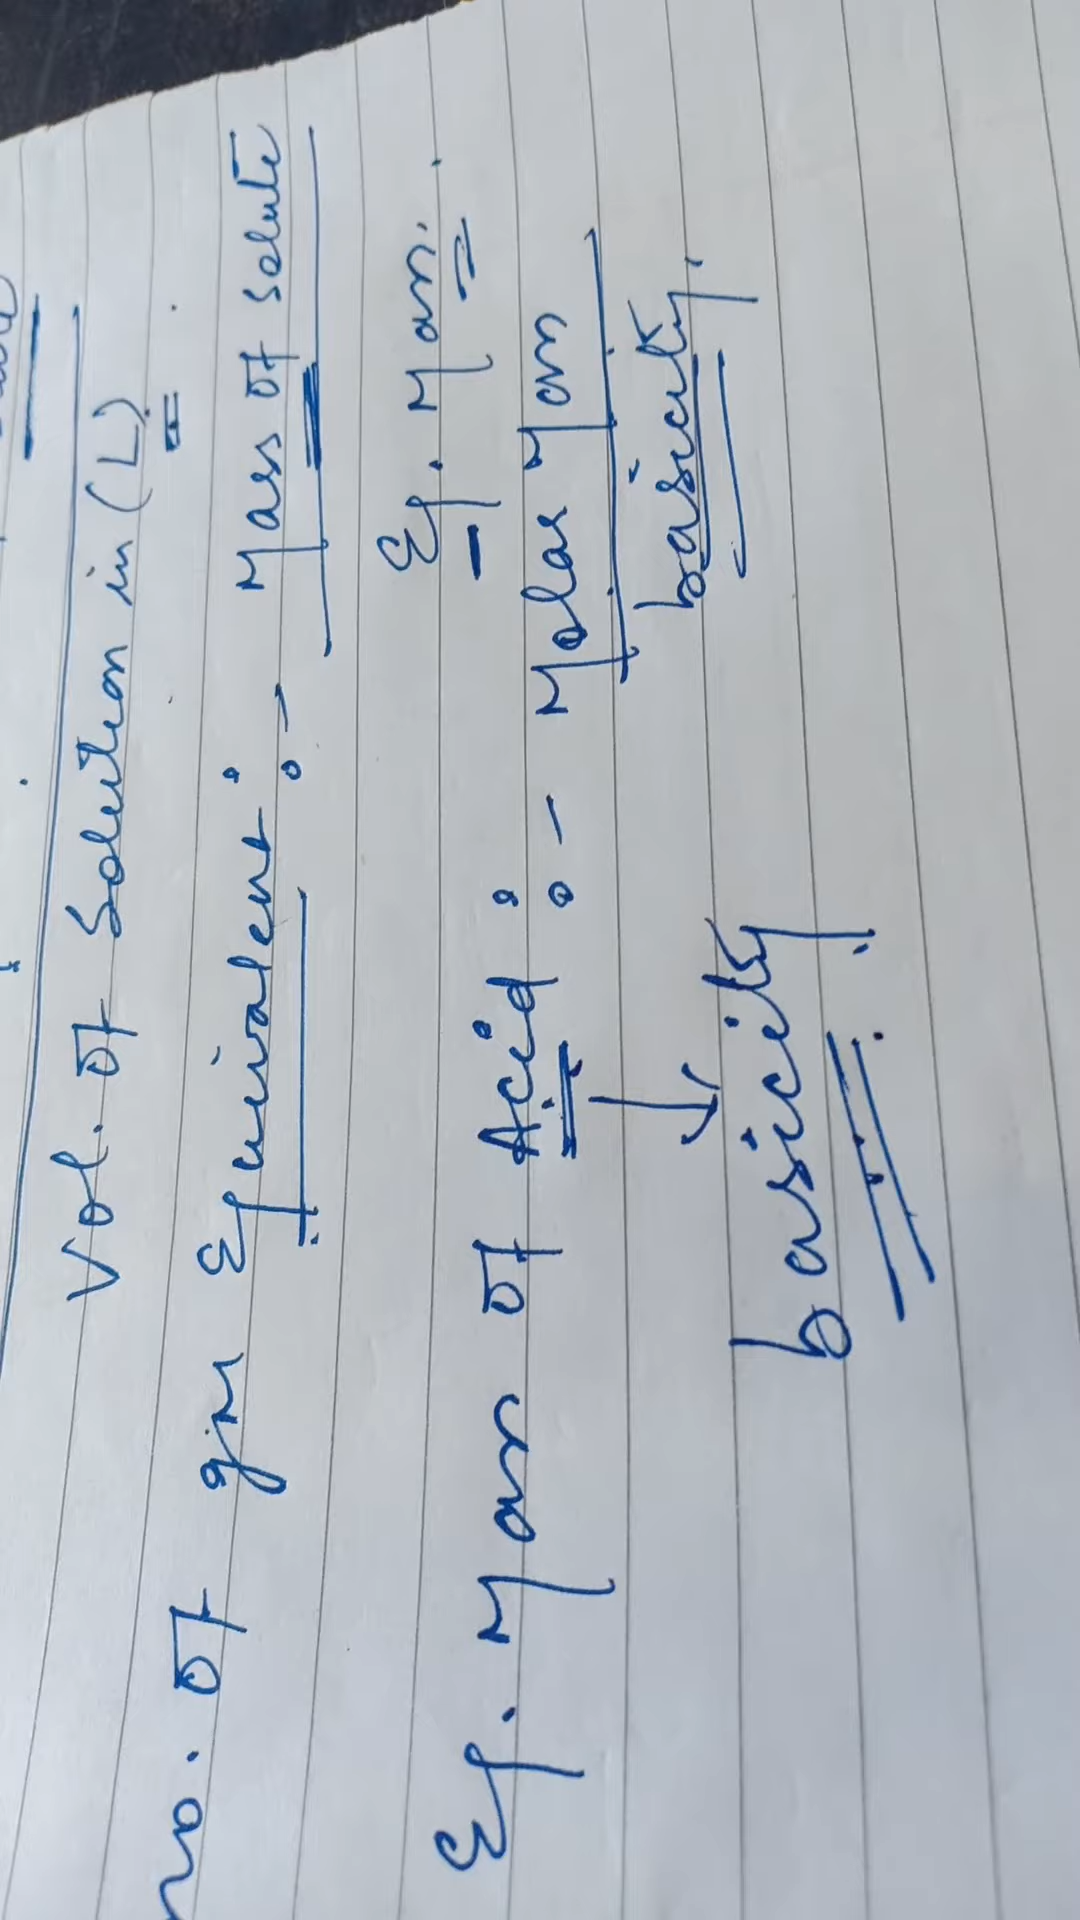 Vol. of Solution in (L)
no. of gm Equivalent :- Mass of solute
Eq. Mass.
Eq. Mass of Acid :- Molar Mass
basicity.
basicity